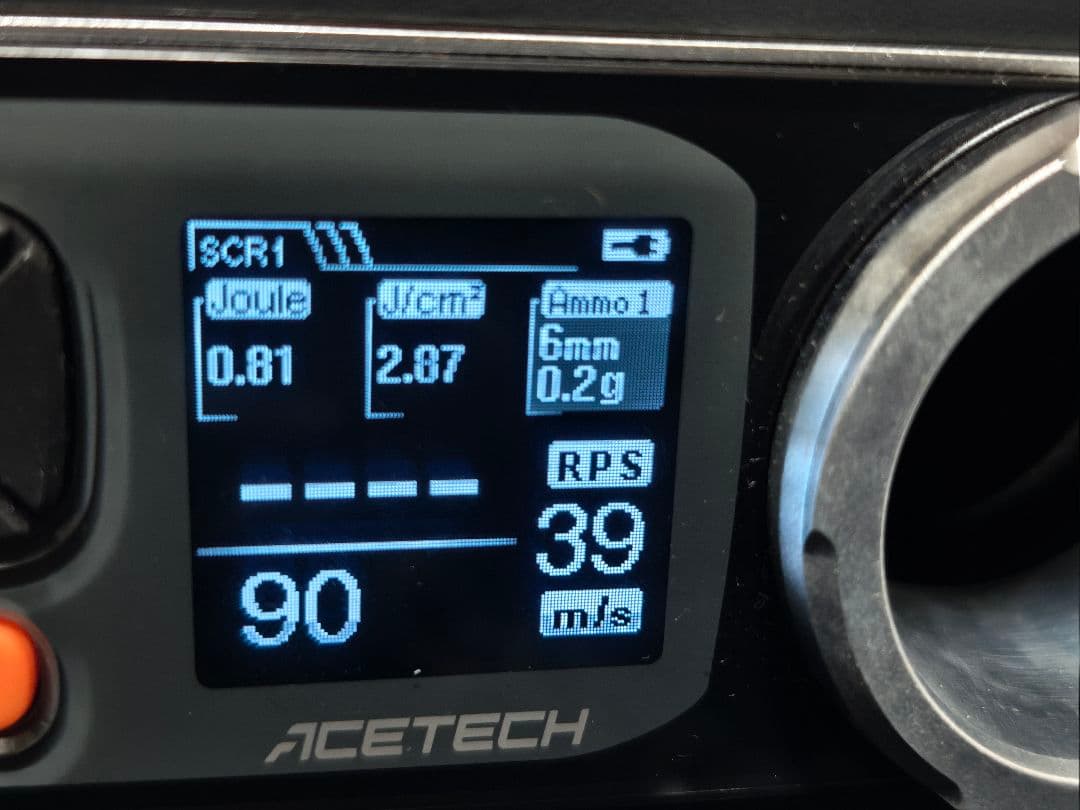 SCR1
Joule
J/cm²
Ammo 1
0.81
2.87
6mm
0.2g
----
RPS
39
90
m/s
ACETECH